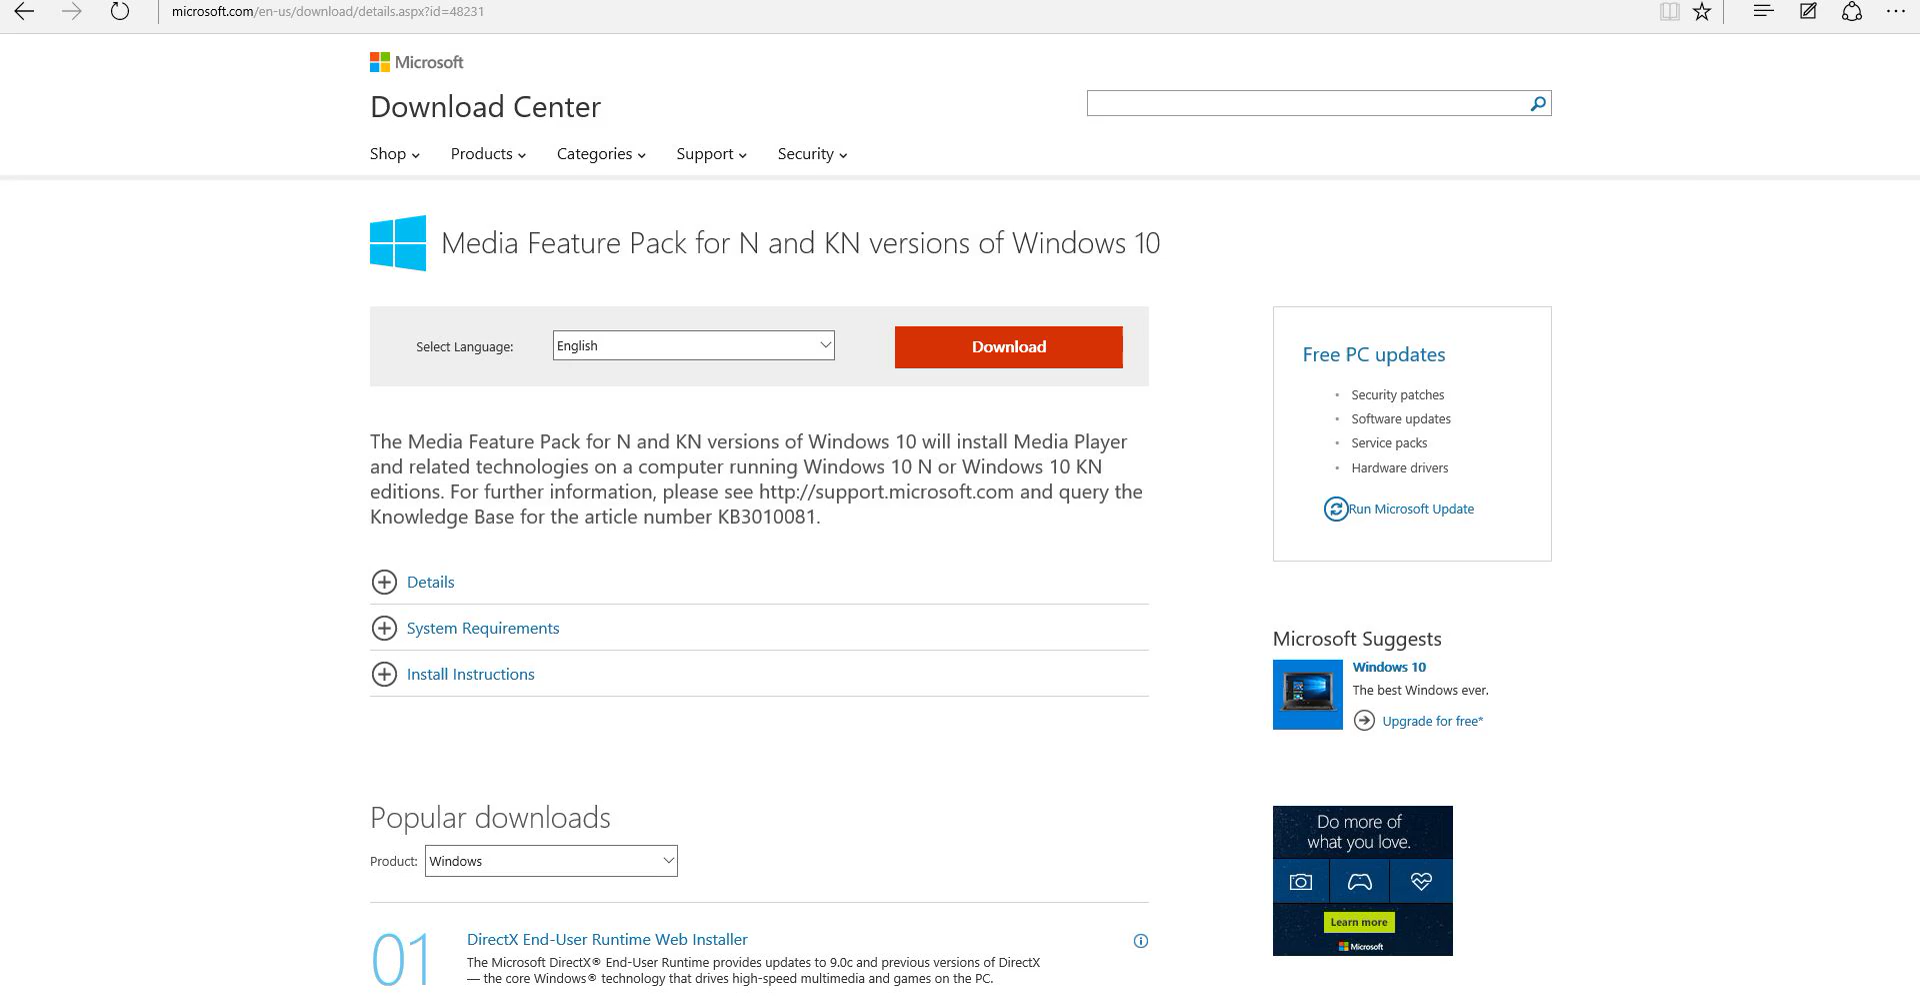 microsoft.com/en-us/download/details.aspx?id=48231
Microsoft
Download Center
Shop Products Categories Support Security
Media Feature Pack for N and KN versions of Windows 10
Select Language: English Download
The Media Feature Pack for N and KN versions of Windows 10 will install Media Player
and related technologies on a computer running Windows 10 N or Windows 10 KN
editions. For further information, please see http://support.microsoft.com and query the
Knowledge Base for the article number KB3010081.
Details
System Requirements
Install Instructions
Free PC updates
• Security patches
• Software updates
• Service packs
• Hardware drivers
Run Microsoft Update
Microsoft Suggests
Windows 10
The best Windows ever.
Upgrade for free*
Do more of
what you love.
Learn more
Microsoft
Popular downloads
Product: Windows
01
DirectX End-User Runtime Web Installer
The Microsoft DirectX® End-User Runtime provides updates to 9.0c and previous versions of DirectX
— the core Windows® technology that drives high-speed multimedia and games on the PC.